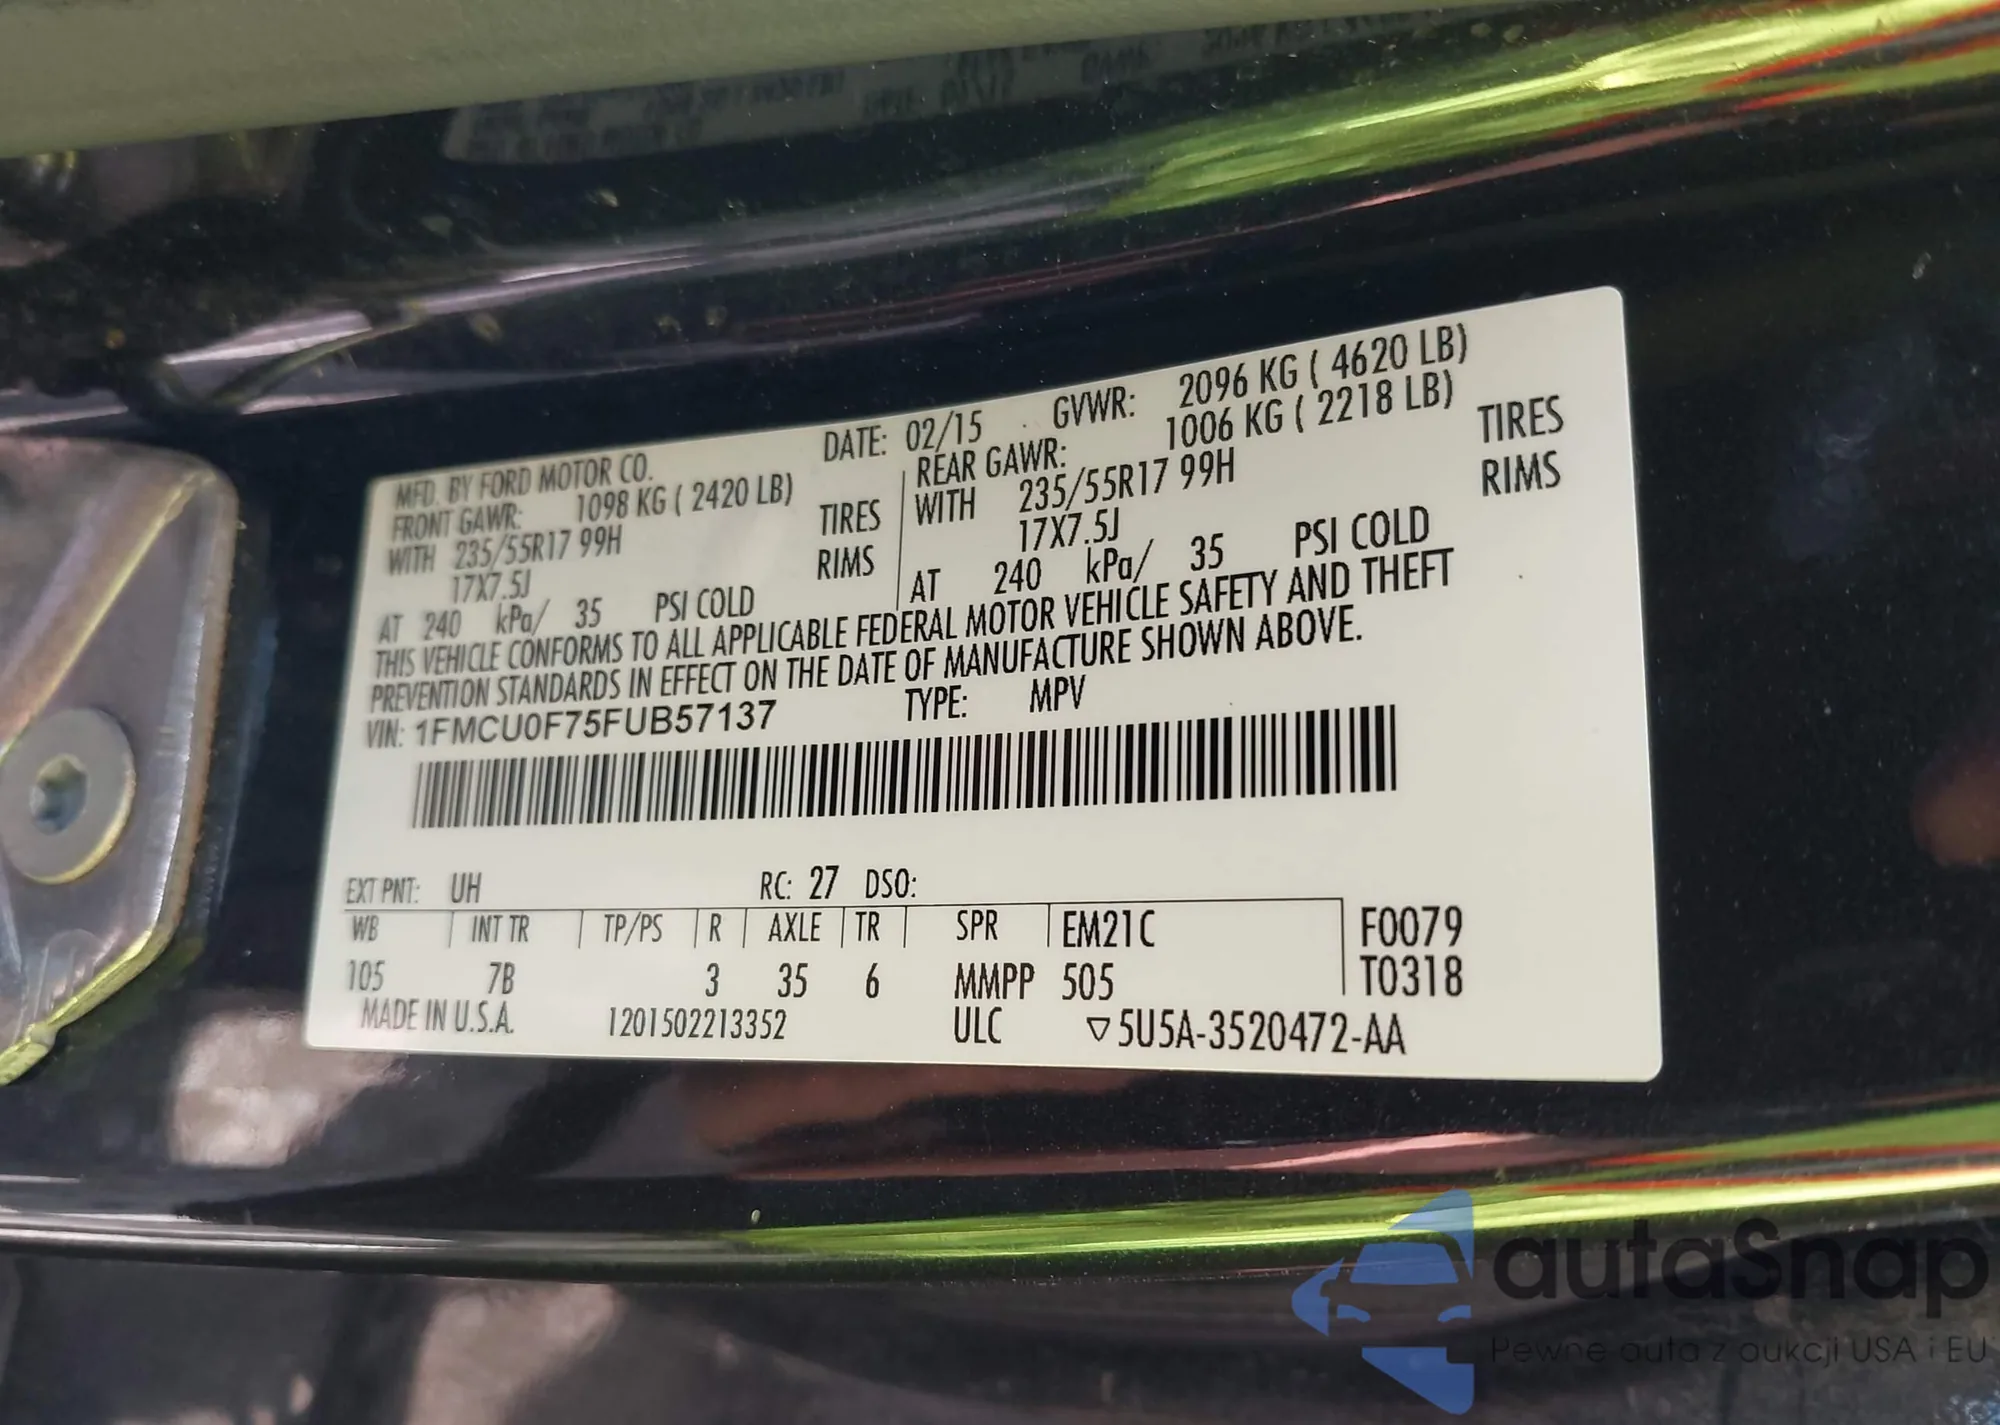 MFD. BY FORD MOTOR CO. DATE: 02/15 GVWR: 2096 KG ( 4620 LB)
FRONT GAWR: 1098 KG ( 2420 LB) REAR GAWR: 1006 KG ( 2218 LB)
WITH 235/55R17 99H TIRES WITH 235/55R17 99H TIRES
17X7.5J RIMS 17X7.5J RIMS
AT 240 kPa/ 35 PSI COLD AT 240 kPa/ 35 PSI COLD
THIS VEHICLE CONFORMS TO ALL APPLICABLE FEDERAL MOTOR VEHICLE SAFETY AND THEFT
PREVENTION STANDARDS IN EFFECT ON THE DATE OF MANUFACTURE SHOWN ABOVE.
VIN: 1FMCU0F75FUB57137 TYPE: MPV
EXT PNT: UH RC: 27 DSO:
WB INT TR TP/PS R AXLE TR SPR EM21C F0079
105 7B 3 35 6 MMPP 505 T0318
MADE IN U.S.A. 1201502213352 ULC ▽5U5A-3520472-AA
autaSnap
Pewne auta z aukcji USA i EU